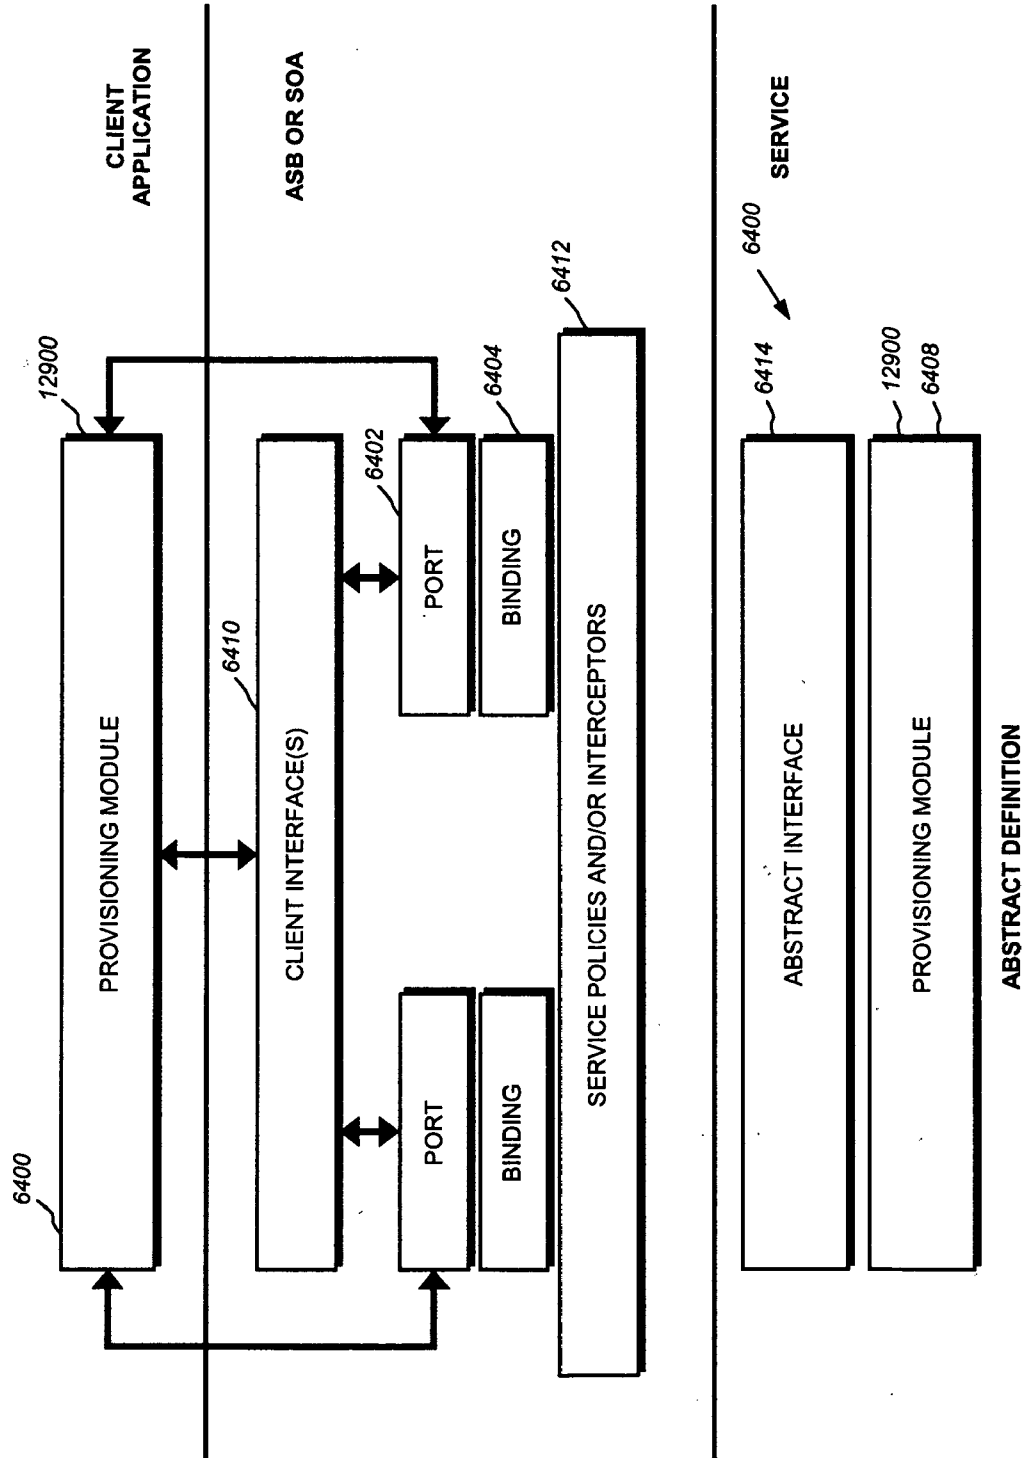 CLIENT
APPLICATION
6400
12900
PROVISIONING MODULE
ASB OR SOA
6410
CLIENT INTERFACE(S)
6402
PORT
PORT
6404
BINDING
BINDING
6412
SERVICE POLICIES AND/OR INTERCEPTORS
SERVICE
6400
6414
ABSTRACT INTERFACE
12900
6408
PROVISIONING MODULE
ABSTRACT DEFINITION